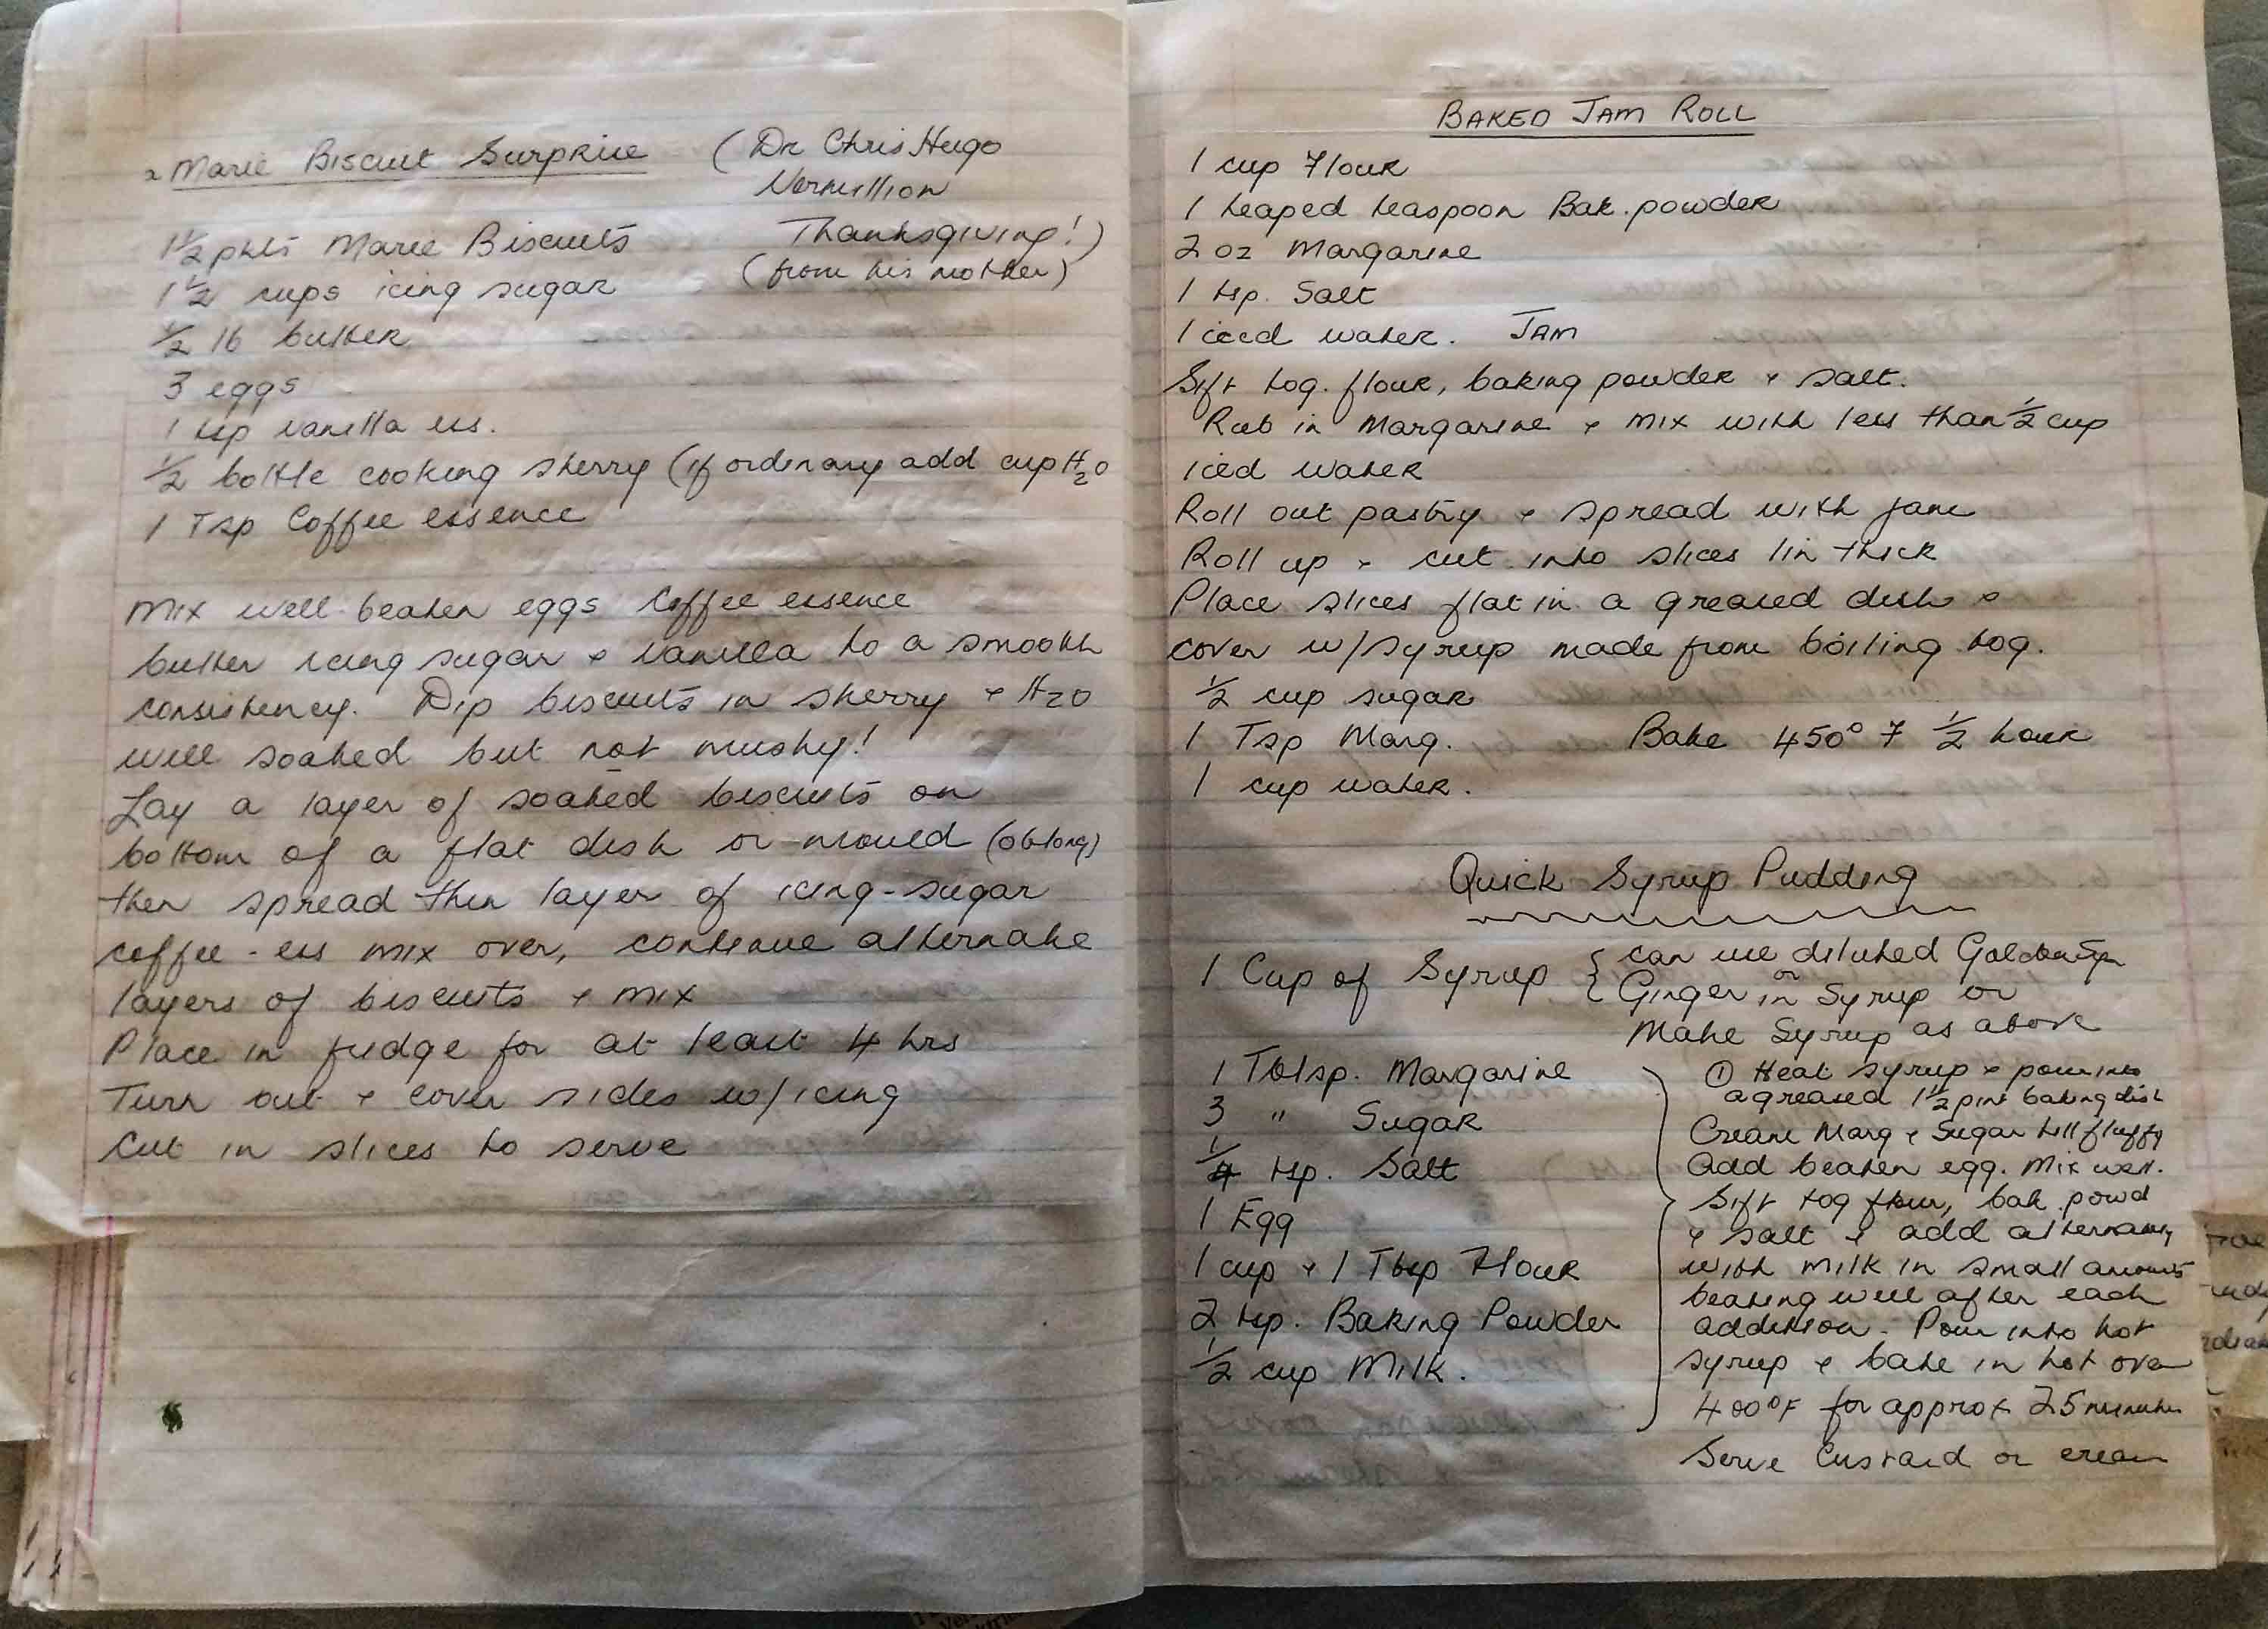 Marie Biscuit Surprise (Dr Chris Hugo
Vermillion
Thanksgiving!)
(from his mother)
1½ pkts Marie Biscuits
1½ cups icing sugar
½ lb butter
3 eggs
1 tsp vanilla ess.
½ bottle cooking sherry (if ordinary add cup H₂O
1 Tsp Coffee essence
Mix well-beaten eggs Coffee essence
butter icing sugar + vanilla to a smooth
consistency. Dip biscuits in sherry + H₂O
well soaked but not mushy!
Lay a layer of soaked biscuits on
bottom of a flat dish or mould (oblong)
then spread thin layer of icing-sugar
coffee-ess mix over, continue alternate
layers of biscuits + mix
Place in fridge for at least 4 hrs
Turn out + cover sides w/icing
Cut in slices to serve
BAKED JAM ROLL
1 cup Flour
1 heaped teaspoon Bak. powder
2 oz Margarine
1 tsp. Salt
1 iced water. JAM
Sift tog. flour, baking powder + salt.
Rub in Margarine + mix with less than ½ cup
iced water
Roll out pastry + spread with jam
Roll up + cut into slices 1in thick
Place slices flat in a greased dish +
cover w/syrup made from boiling tog.
½ cup sugar
1 Tsp Marg. Bake 450° F ½ hour
1 cup water.
Quick Syrup Pudding
1 Cup of Syrup { can use diluted
or
Ginger in Syrup or
Make Syrup as above
1 Tblsp. Margarine
3 " Sugar
¼ tsp. Salt
1 Egg
1 cup + 1 Tbsp Flour
2 tsp. Baking Powder
½ cup Milk.
① Heat syrup + pour into
a greased 1½ pint baking dish
Cream Marg + Sugar till fluffy
Add beaten egg. Mix well.
Sift tog flour, bak. powd
+ salt + add alternately
with milk in small amounts
beating well after each
addition. Pour into hot
syrup + bake in hot oven
400°F for approx 25 minutes
Serve Custard or cream